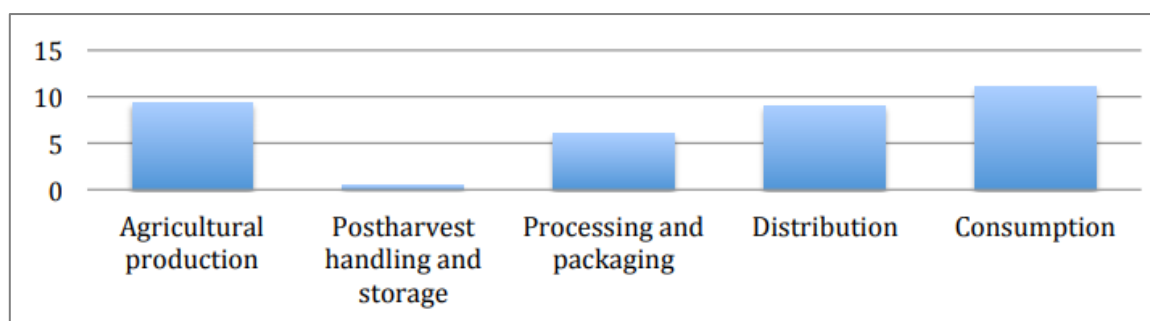 15
10
5
0
Agricultural
production
Postharvest
handling and
storage
Processing and
packaging
Distribution
Consumption